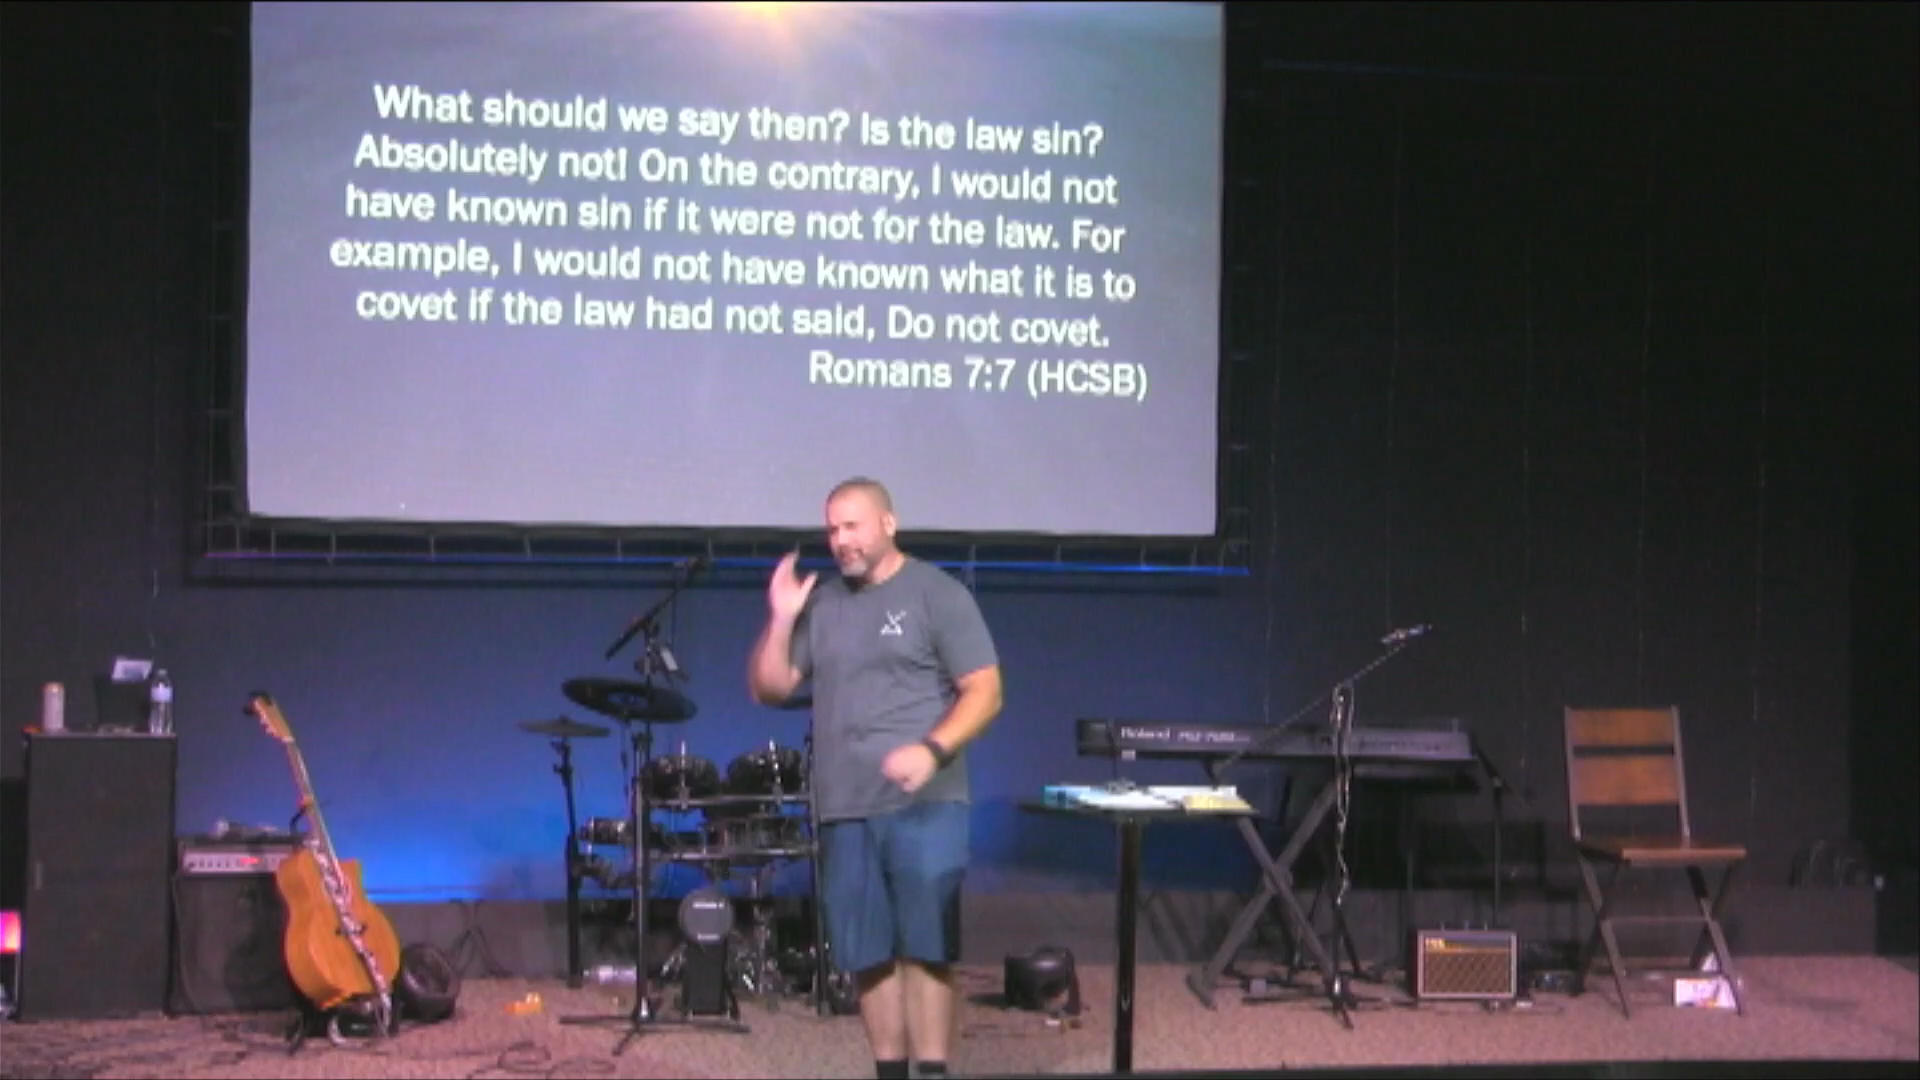 What should we say then? Is the law sin?
Absolutely not! On the contrary, I would not
have known sin if it were not for the law. For
example, I would not have known what it is to
covet if the law had not said, Do not covet.
Romans 7:7 (HCSB)
Roland